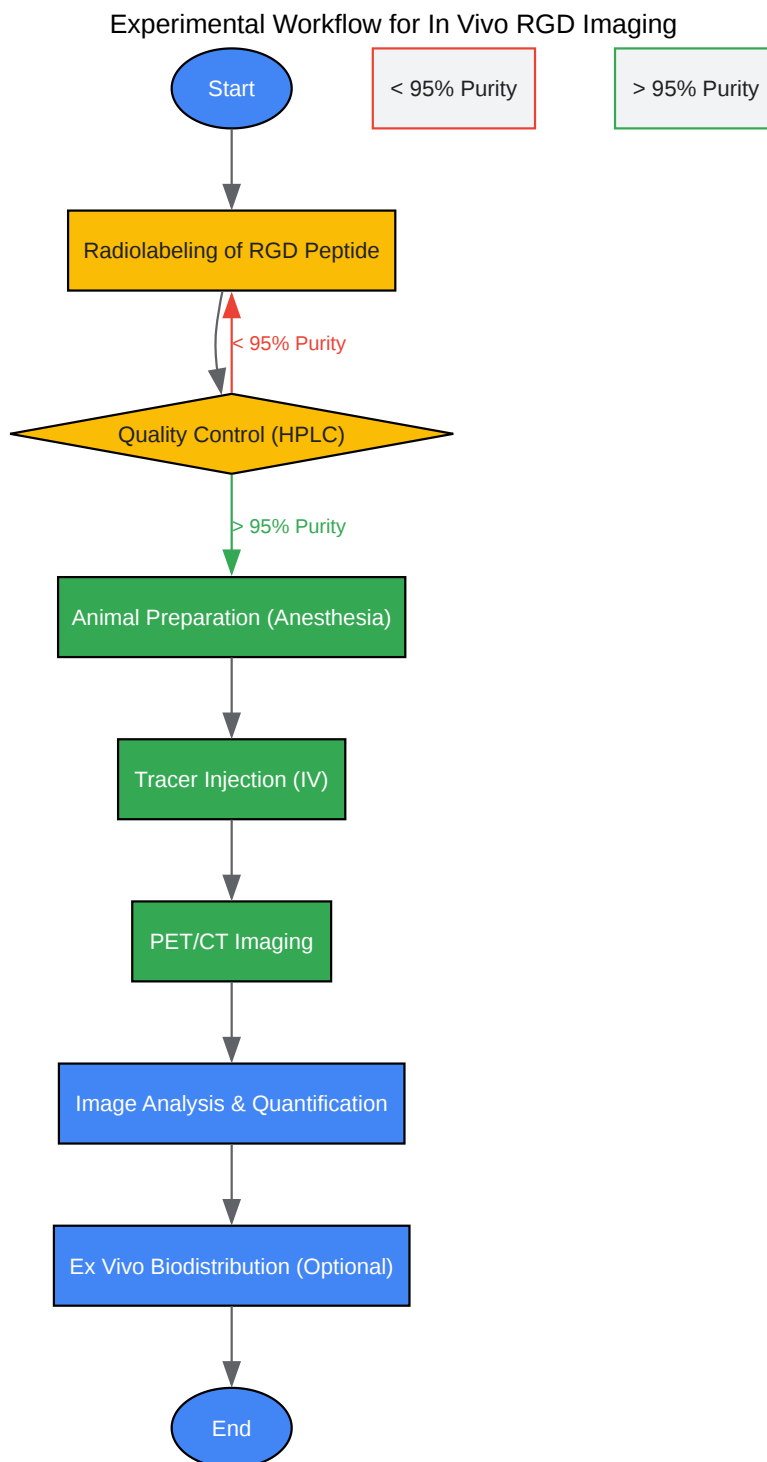 Experimental Workflow for In Vivo RGD Imaging
Start
< 95% Purity
> 95% Purity
Radiolabeling of RGD Peptide
< 95% Purity
Quality Control (HPLC)
> 95% Purity
Animal Preparation (Anesthesia)
Tracer Injection (IV)
PET/CT Imaging
Image Analysis & Quantification
Ex Vivo Biodistribution (Optional)
End